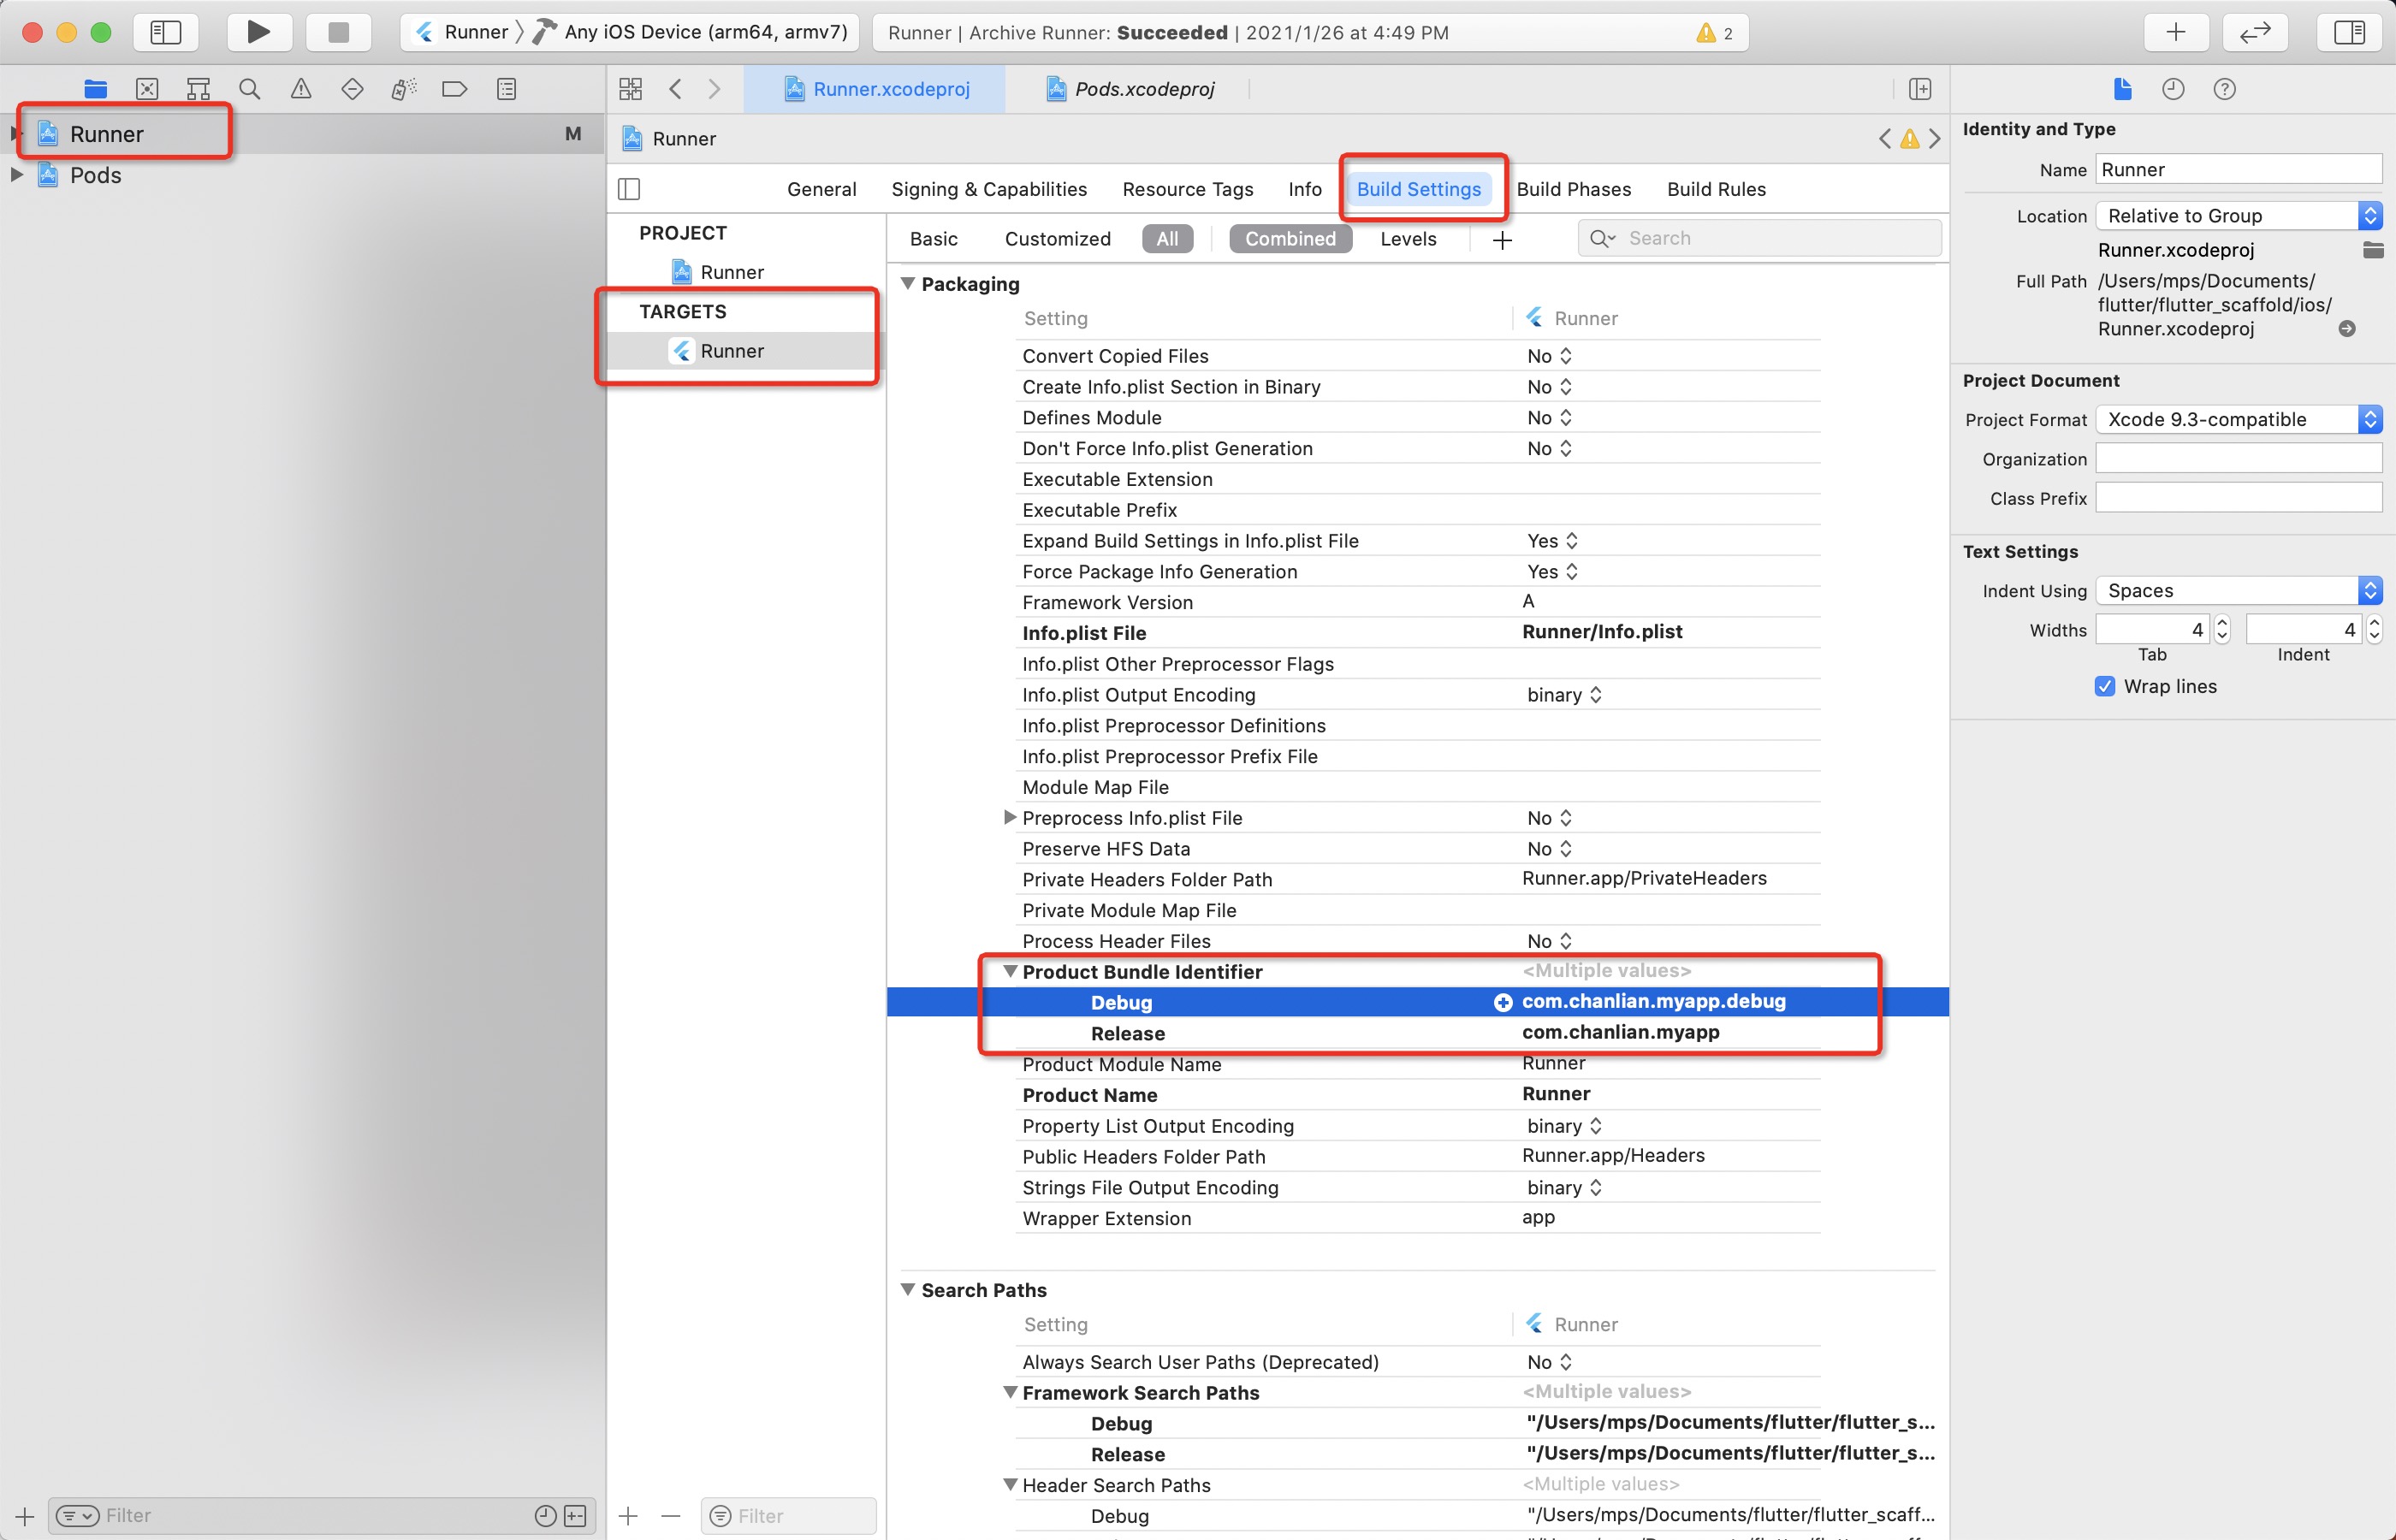 Runner 〉 Any iOS Device (arm64, armv7)
Runner | Archive Runner: Succeeded | 2021/1/26 at 4:49 PM
2
Runner M
Pods
Filter
Runner.xcodeproj
Pods.xcodeproj
Runner
General Signing & Capabilities Resource Tags Info Build Settings Build Phases Build Rules
PROJECT
Runner
TARGETS
Runner
Filter
Basic Customized All Combined Levels + Search
Packaging
Setting Runner
Convert Copied Files No
Create Info.plist Section in Binary No
Defines Module No
Don't Force Info.plist Generation No
Executable Extension
Executable Prefix
Expand Build Settings in Info.plist File Yes
Force Package Info Generation Yes
Framework Version A
Info.plist File Runner/Info.plist
Info.plist Other Preprocessor Flags
Info.plist Output Encoding binary
Info.plist Preprocessor Definitions
Info.plist Preprocessor Prefix File
Module Map File
Preprocess Info.plist File No
Preserve HFS Data No
Private Headers Folder Path Runner.app/PrivateHeaders
Private Module Map File
Process Header Files No
Product Bundle Identifier <Multiple values>
Debug com.chanlian.myapp.debug
Release com.chanlian.myapp
Product Module Name Runner
Product Name Runner
Property List Output Encoding binary
Public Headers Folder Path Runner.app/Headers
Strings File Output Encoding binary
Wrapper Extension app
Search Paths
Setting Runner
Always Search User Paths (Deprecated) No
Framework Search Paths <Multiple values>
Debug "/Users/mps/Documents/flutter/flutter_s...
Release "/Users/mps/Documents/flutter/flutter_s...
Header Search Paths <Multiple values>
Debug "/Users/mps/Documents/flutter/flutter_scaff...
Identity and Type
Name Runner
Location Relative to Group
Runner.xcodeproj
Full Path /Users/mps/Documents/
flutter/flutter_scaffold/ios/
Runner.xcodeproj
Project Document
Project Format Xcode 9.3-compatible
Organization
Class Prefix
Text Settings
Indent Using Spaces
Widths 4 4
Tab Indent
Wrap lines